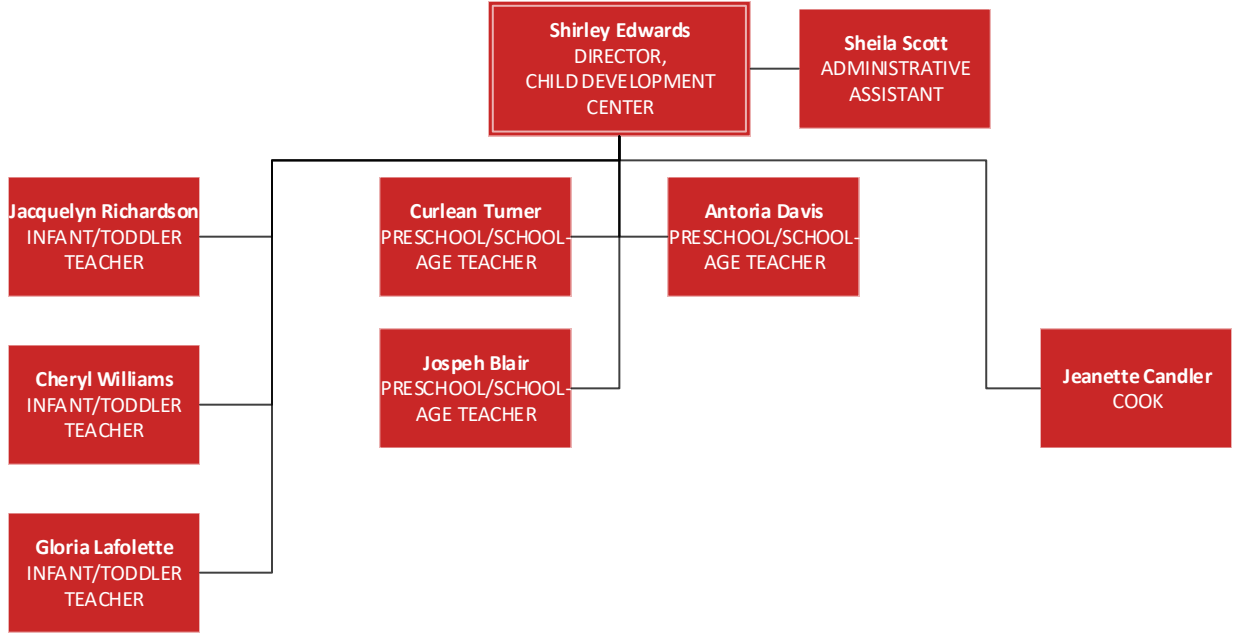 Shirley Edwards
DIRECTOR,
CHILD DEVELOPMENT
CENTER
Sheila Scott
ADMINISTRATIVE
ASSISTANT
Jacquelyn Richardson
INFANT/TODDLER
TEACHER
Curlean Turner
PRESCHOOL/SCHOOL-
AGE TEACHER
Antoria Davis
PRESCHOOL/SCHOOL-
AGE TEACHER
Cheryl Williams
INFANT/TODDLER
TEACHER
Jospeh Blair
PRESCHOOL/SCHOOL-
AGE TEACHER
Jeanette Candler
COOK
Gloria Lafolette
INFANT/TODDLER
TEACHER